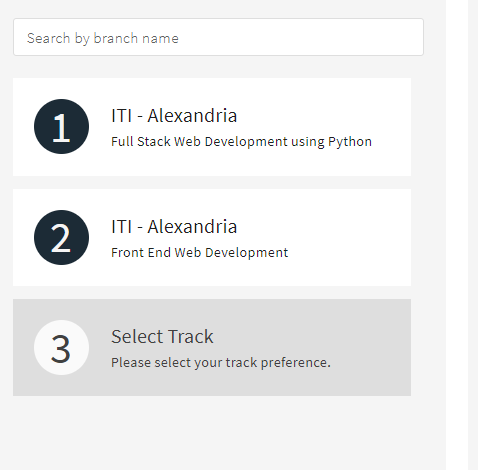 Search by branch name
1
ITI - Alexandria
Full Stack Web Development using Python
2
ITI - Alexandria
Front End Web Development
3
Select Track
Please select your track preference.